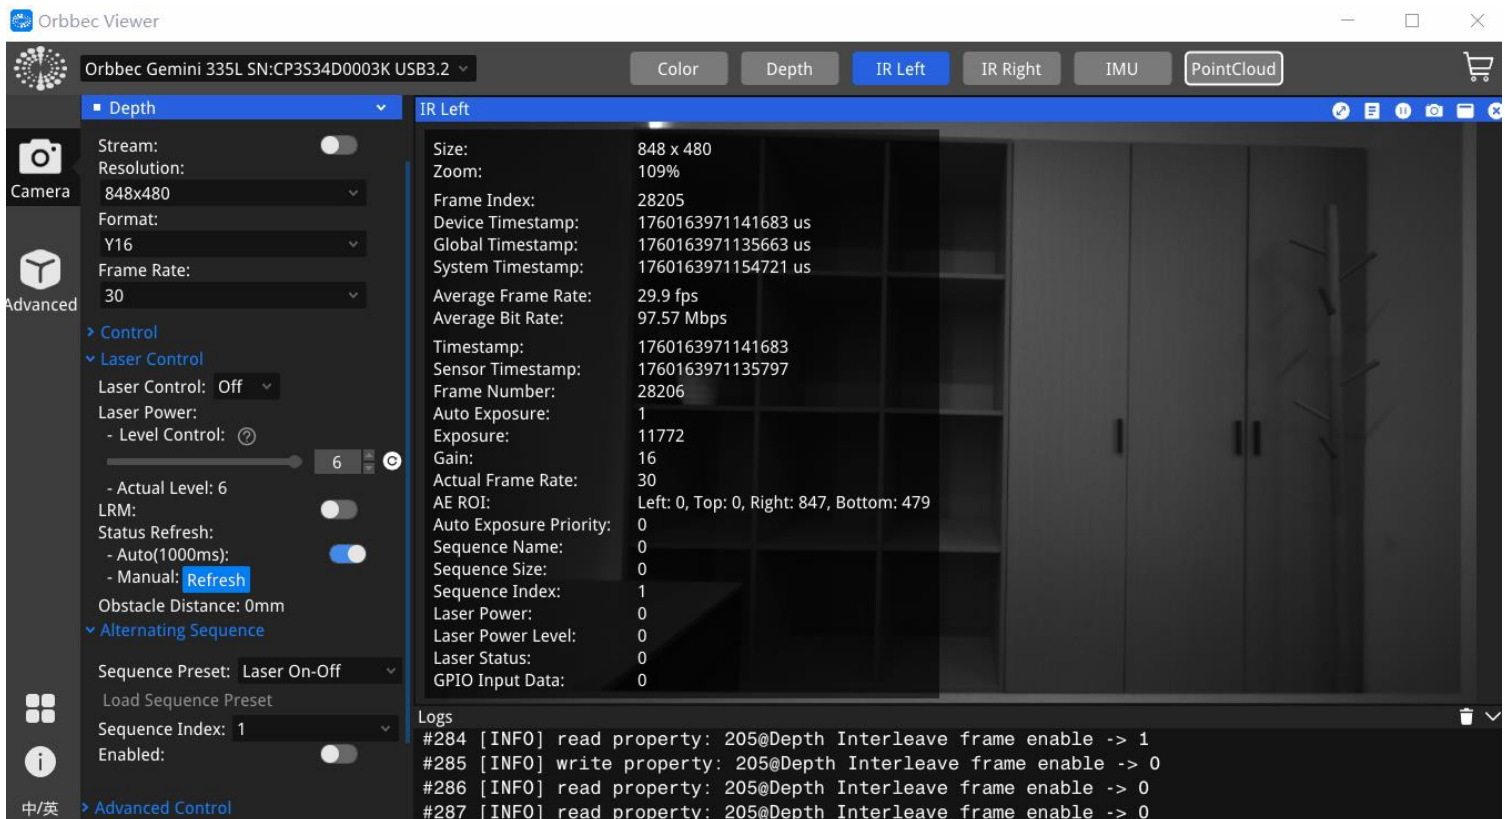 Orbbec Viewer
Orbbec Gemini 335L SN:CP3S34D0003K USB3.2
Color
Depth
IR Left
IR Right
IMU
PointCloud
Camera
Advanced
中/英
Depth
Stream:
Resolution:
848x480
Format:
Y16
Frame Rate:
30
Control
Laser Control
Laser Control: Off
Laser Power:
- Level Control: ?
6
- Actual Level: 6
LRM:
Status Refresh:
- Auto(1000ms):
- Manual: Refresh
Obstacle Distance: 0mm
Alternating Sequence
Sequence Preset: Laser On-Off
Load Sequence Preset
Sequence Index: 1
Enabled:
Advanced Control
IR Left
Size: 848 x 480
Zoom: 109%
Frame Index: 28205
Device Timestamp: 1760163971141683 us
Global Timestamp: 1760163971135663 us
System Timestamp: 1760163971154721 us
Average Frame Rate: 29.9 fps
Average Bit Rate: 97.57 Mbps
Timestamp: 1760163971141683
Sensor Timestamp: 1760163971135797
Frame Number: 28206
Auto Exposure: 1
Exposure: 11772
Gain: 16
Actual Frame Rate: 30
AE ROI: Left: 0, Top: 0, Right: 847, Bottom: 479
Auto Exposure Priority: 0
Sequence Name: 0
Sequence Size: 0
Sequence Index: 1
Laser Power: 0
Laser Power Level: 0
Laser Status: 0
GPIO Input Data: 0
Logs
#284 [INFO] read property: 205@Depth Interleave frame enable -> 1
#285 [INFO] write property: 205@Depth Interleave frame enable -> 0
#286 [INFO] read property: 205@Depth Interleave frame enable -> 0
#287 [INFO] read property: 205@Depth Interleave frame enable -> 0